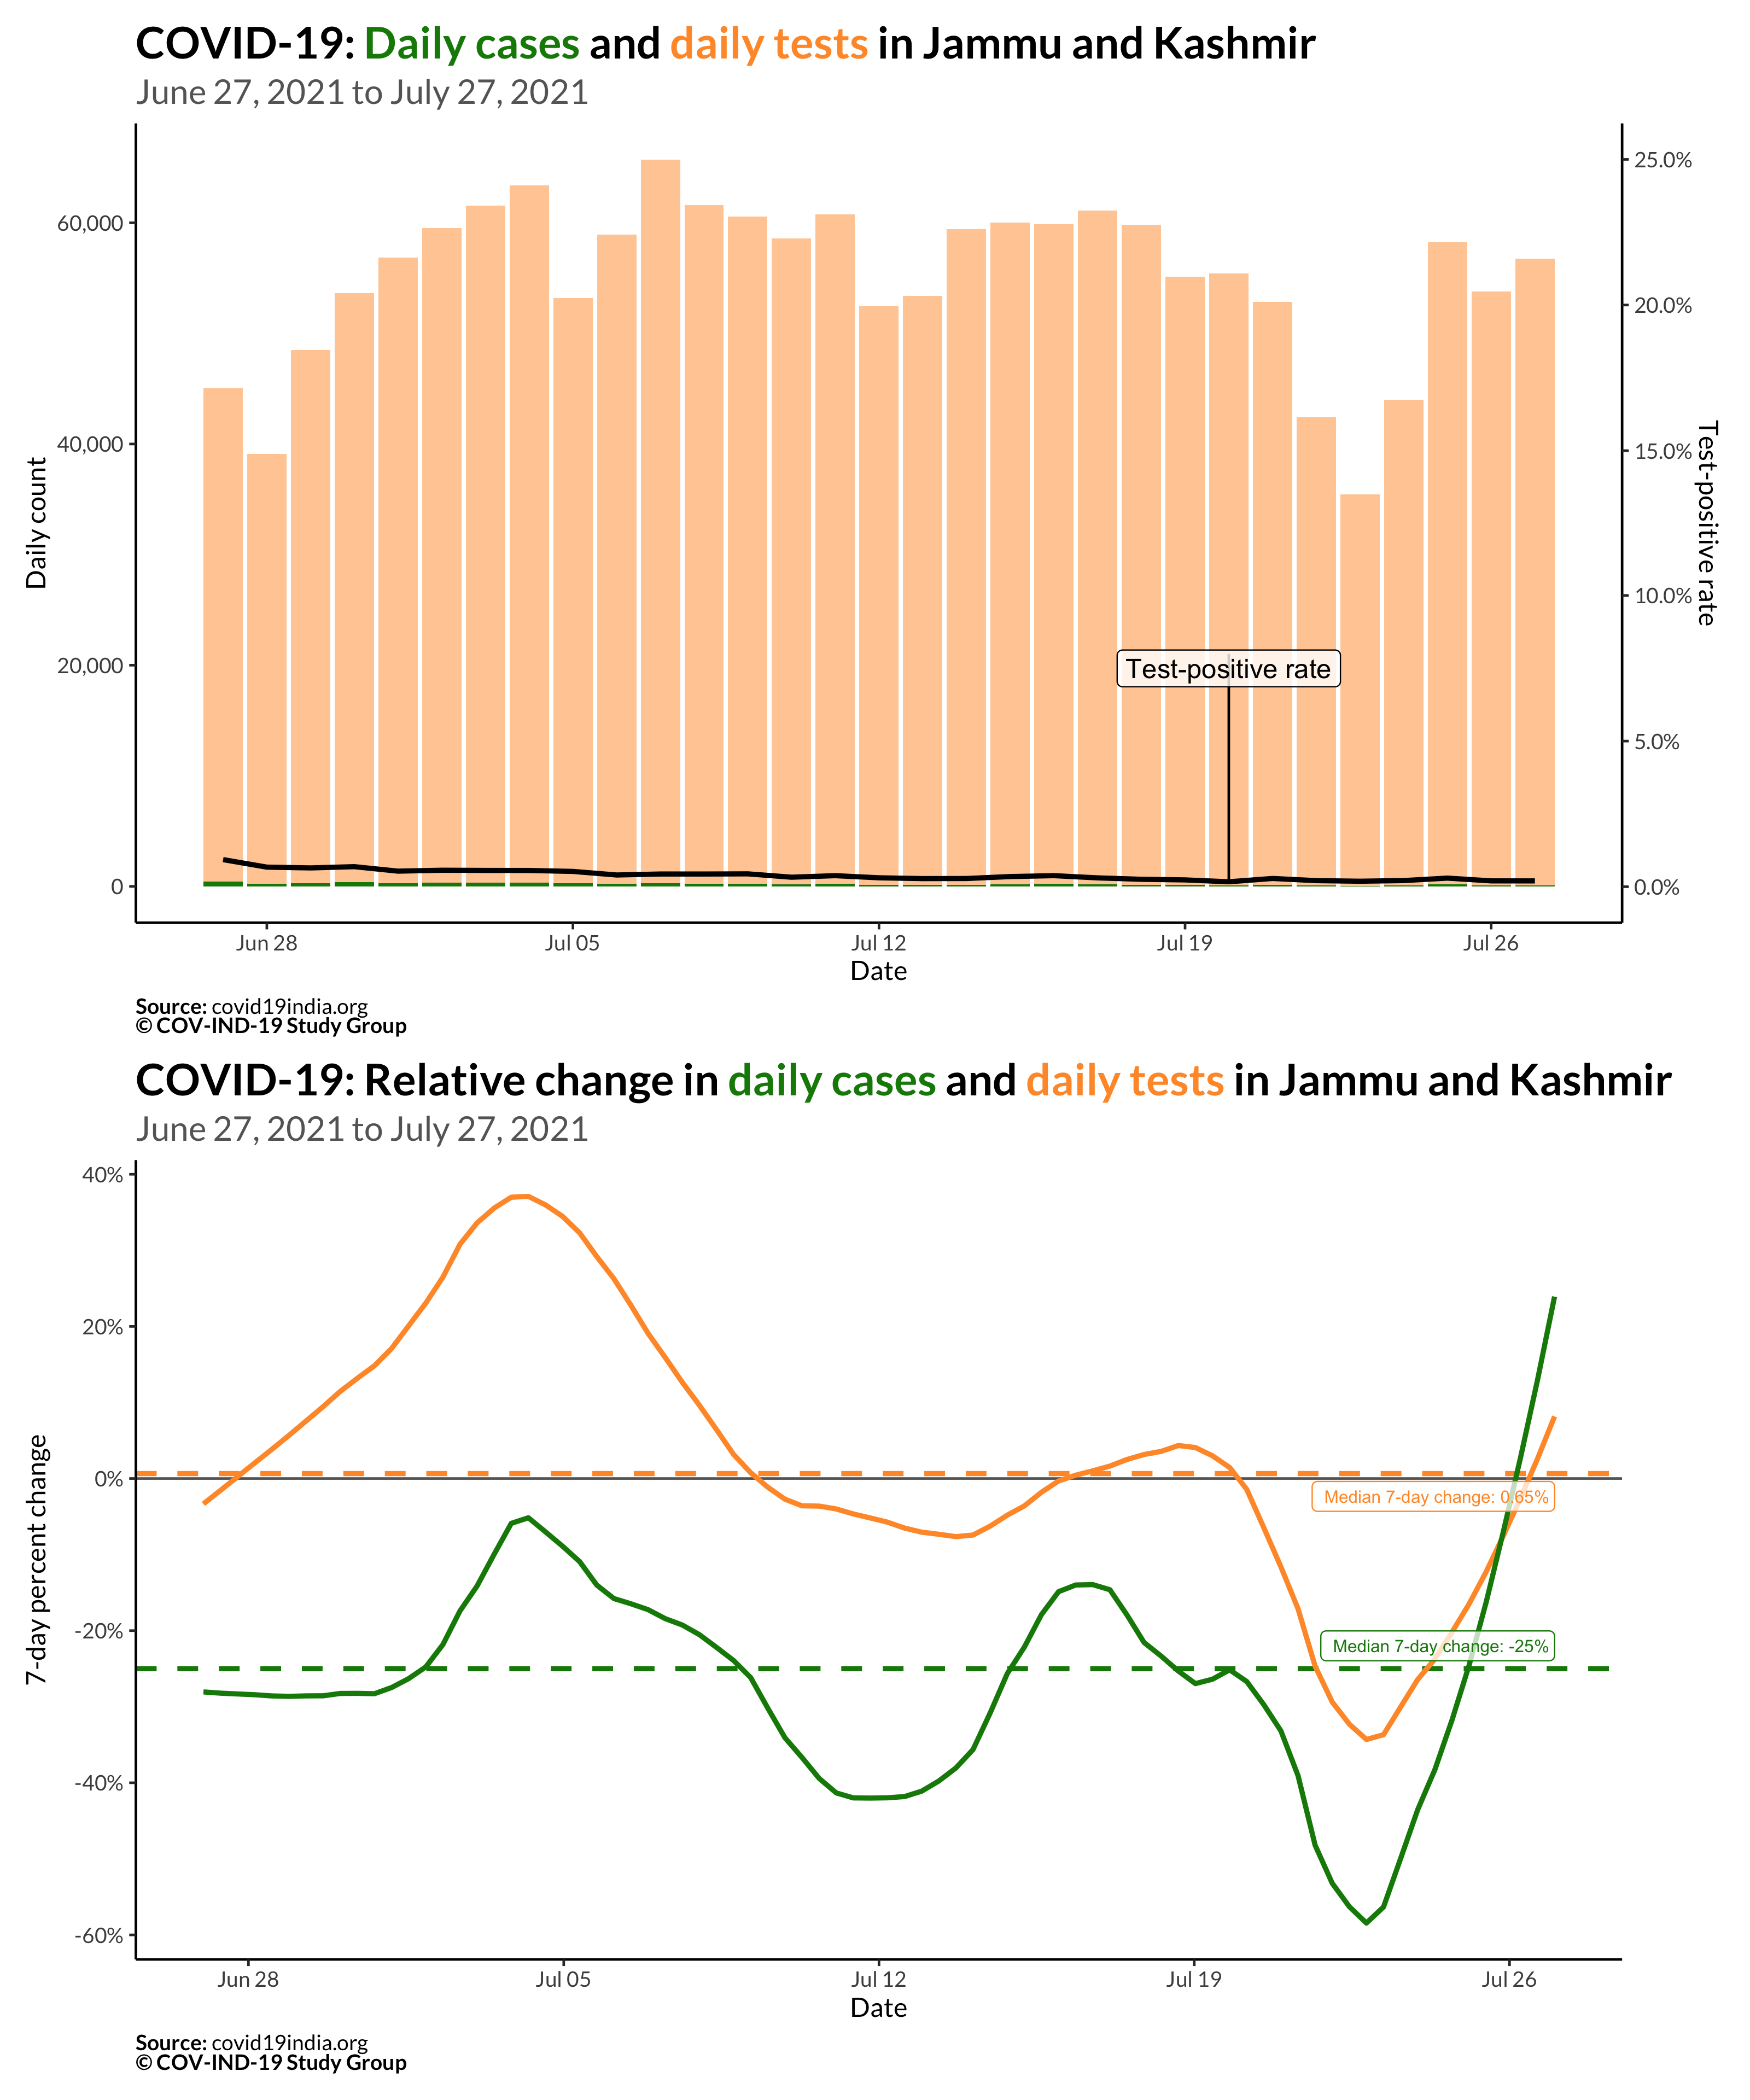 COVID-19: Daily cases and daily tests in Jammu and Kashmir
June 27, 2021 to July 27, 2021
Daily count
60,000
40,000
20,000
0
25.0%
20.0%
15.0%
10.0%
5.0%
0.0%
Test-positive rate
Test-positive rate
Jun 28
Jul 05
Jul 12
Jul 19
Jul 26
Date
Source: covid19india.org
© COV-IND-19 Study Group
COVID-19: Relative change in daily cases and daily tests in Jammu and Kashmir
June 27, 2021 to July 27, 2021
7-day percent change
40%
20%
0%
-20%
-40%
-60%
Median 7-day change: 0.65%
Median 7-day change: -25%
Jun 28
Jul 05
Jul 12
Jul 19
Jul 26
Date
Source: covid19india.org
© COV-IND-19 Study Group